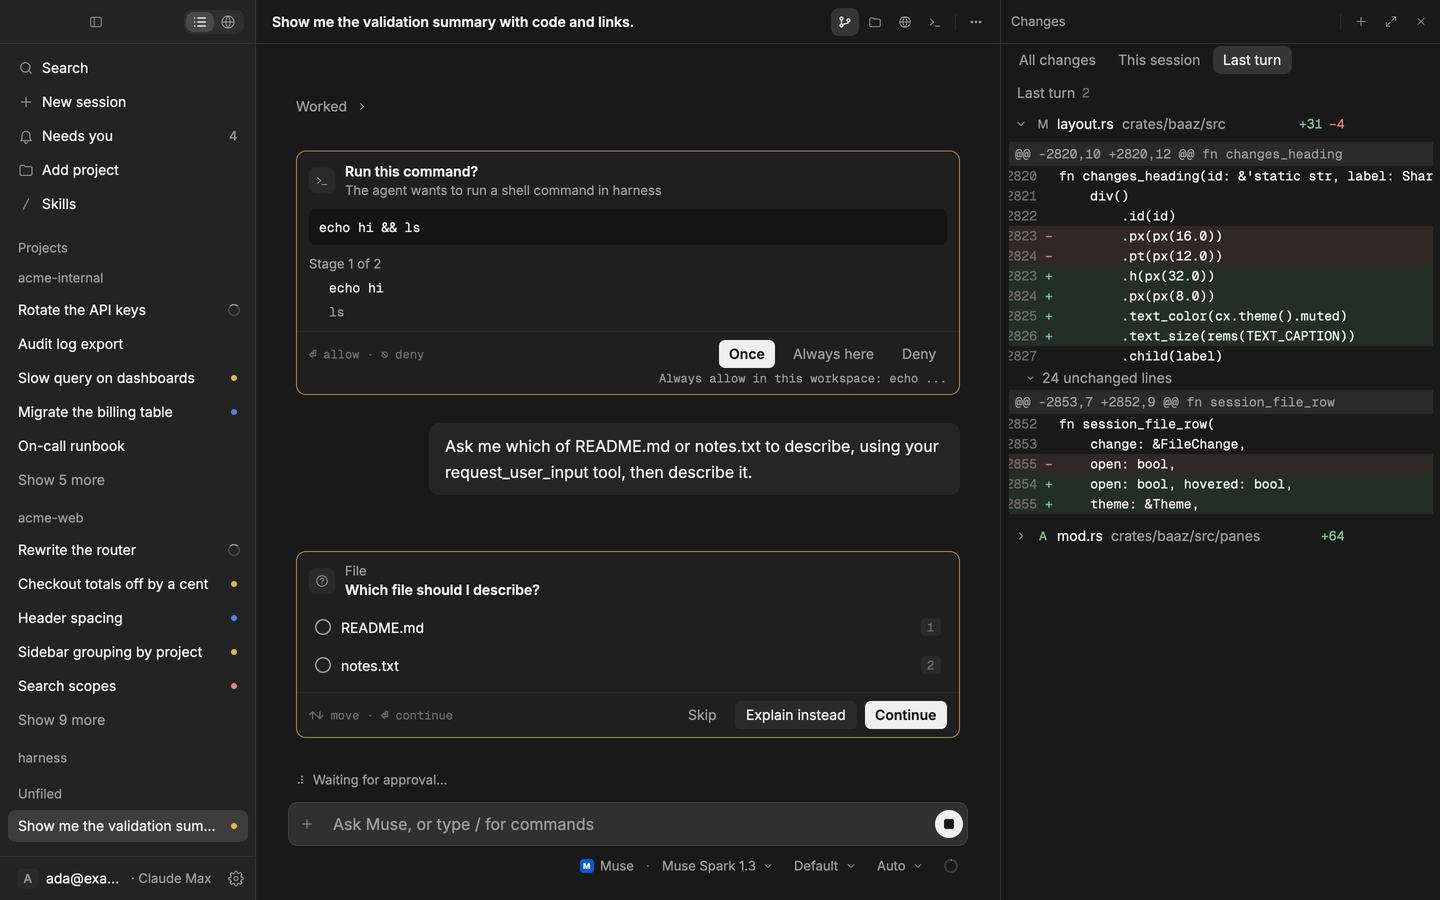 Search
New session
Needs you 4
Add project
Skills
Projects
acme-internal
Rotate the API keys
Audit log export
Slow query on dashboards
Migrate the billing table
On-call runbook
Show 5 more
acme-web
Rewrite the router
Checkout totals off by a cent
Header spacing
Sidebar grouping by project
Search scopes
Show 9 more
harness
Unfiled
Show me the validation sum...
A ada@exa... · Claude Max
Show me the validation summary with code and links.
Worked
Run this command?
The agent wants to run a shell command in harness
echo hi && ls
Stage 1 of 2
echo hi
ls
allow · deny
Once Always here Deny
Always allow in this workspace: echo ...
Ask me which of README.md or notes.txt to describe, using your
request_user_input tool, then describe it.
File
Which file should I describe?
README.md 1
notes.txt 2
move · continue
Skip Explain instead Continue
Waiting for approval...
Ask Muse, or type / for commands
M Muse · Muse Spark 1.3 Default Auto
Changes
All changes This session Last turn
Last turn 2
M layout.rs crates/baaz/src +31 −4
@@ -2820,10 +2820,12 @@ fn changes_heading
2820 fn changes_heading(id: &'static str, label: Shar
2821 div()
2822 .id(id)
2823 − .px(px(16.0))
2824 − .pt(px(12.0))
2823 + .h(px(32.0))
2824 + .px(px(8.0))
2825 + .text_color(cx.theme().muted)
2826 + .text_size(rems(TEXT_CAPTION))
2827 .child(label)
24 unchanged lines
@@ -2853,7 +2852,9 @@ fn session_file_row
2852 fn session_file_row(
2853 change: &FileChange,
2855 − open: bool,
2854 + open: bool, hovered: bool,
2855 + theme: &Theme,
A mod.rs crates/baaz/src/panes +64